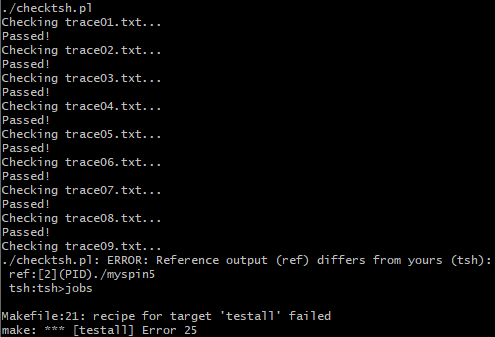 ./checktsh.pl
Checking trace01.txt...
Passed!
Checking trace02.txt...
Passed!
Checking trace03.txt...
Passed!
Checking trace04.txt...
Passed!
Checking trace05.txt...
Passed!
Checking trace06.txt...
Passed!
Checking trace07.txt...
Passed!
Checking trace08.txt...
Passed!
Checking trace09.txt...
./checktsh.pl: ERROR: Reference output (ref) differs from yours (tsh):
ref:[2](PID)./myspin5
tsh:tsh>jobs
Makefile:21: recipe for target 'testall' failed
make: *** [testall] Error 25